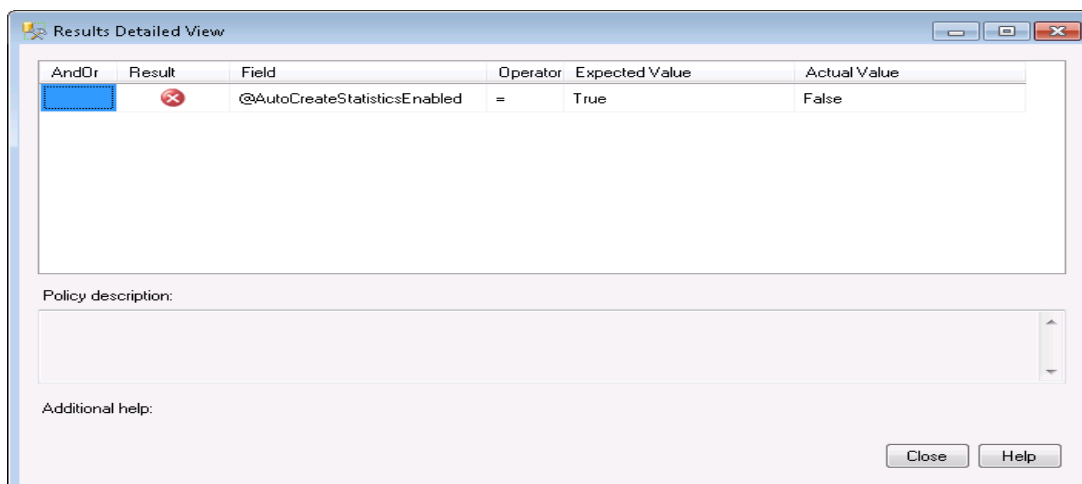 Results Detailed View
AndOr Result Field Operator Expected Value Actual Value
@AutoCreateStatisticsEnabled = True False
Policy description:
Additional help:
Close Help